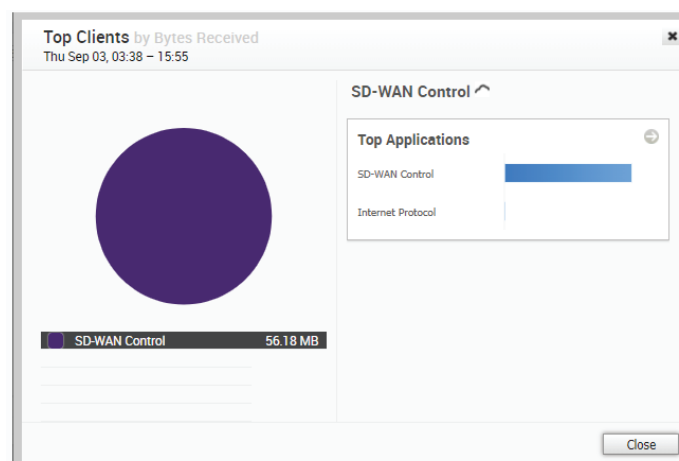 Top Clients by Bytes Received
Thu Sep 03, 03:38 – 15:55
SD-WAN Control
Top Applications
SD-WAN Control
Internet Protocol
SD-WAN Control 56.18 MB
Close